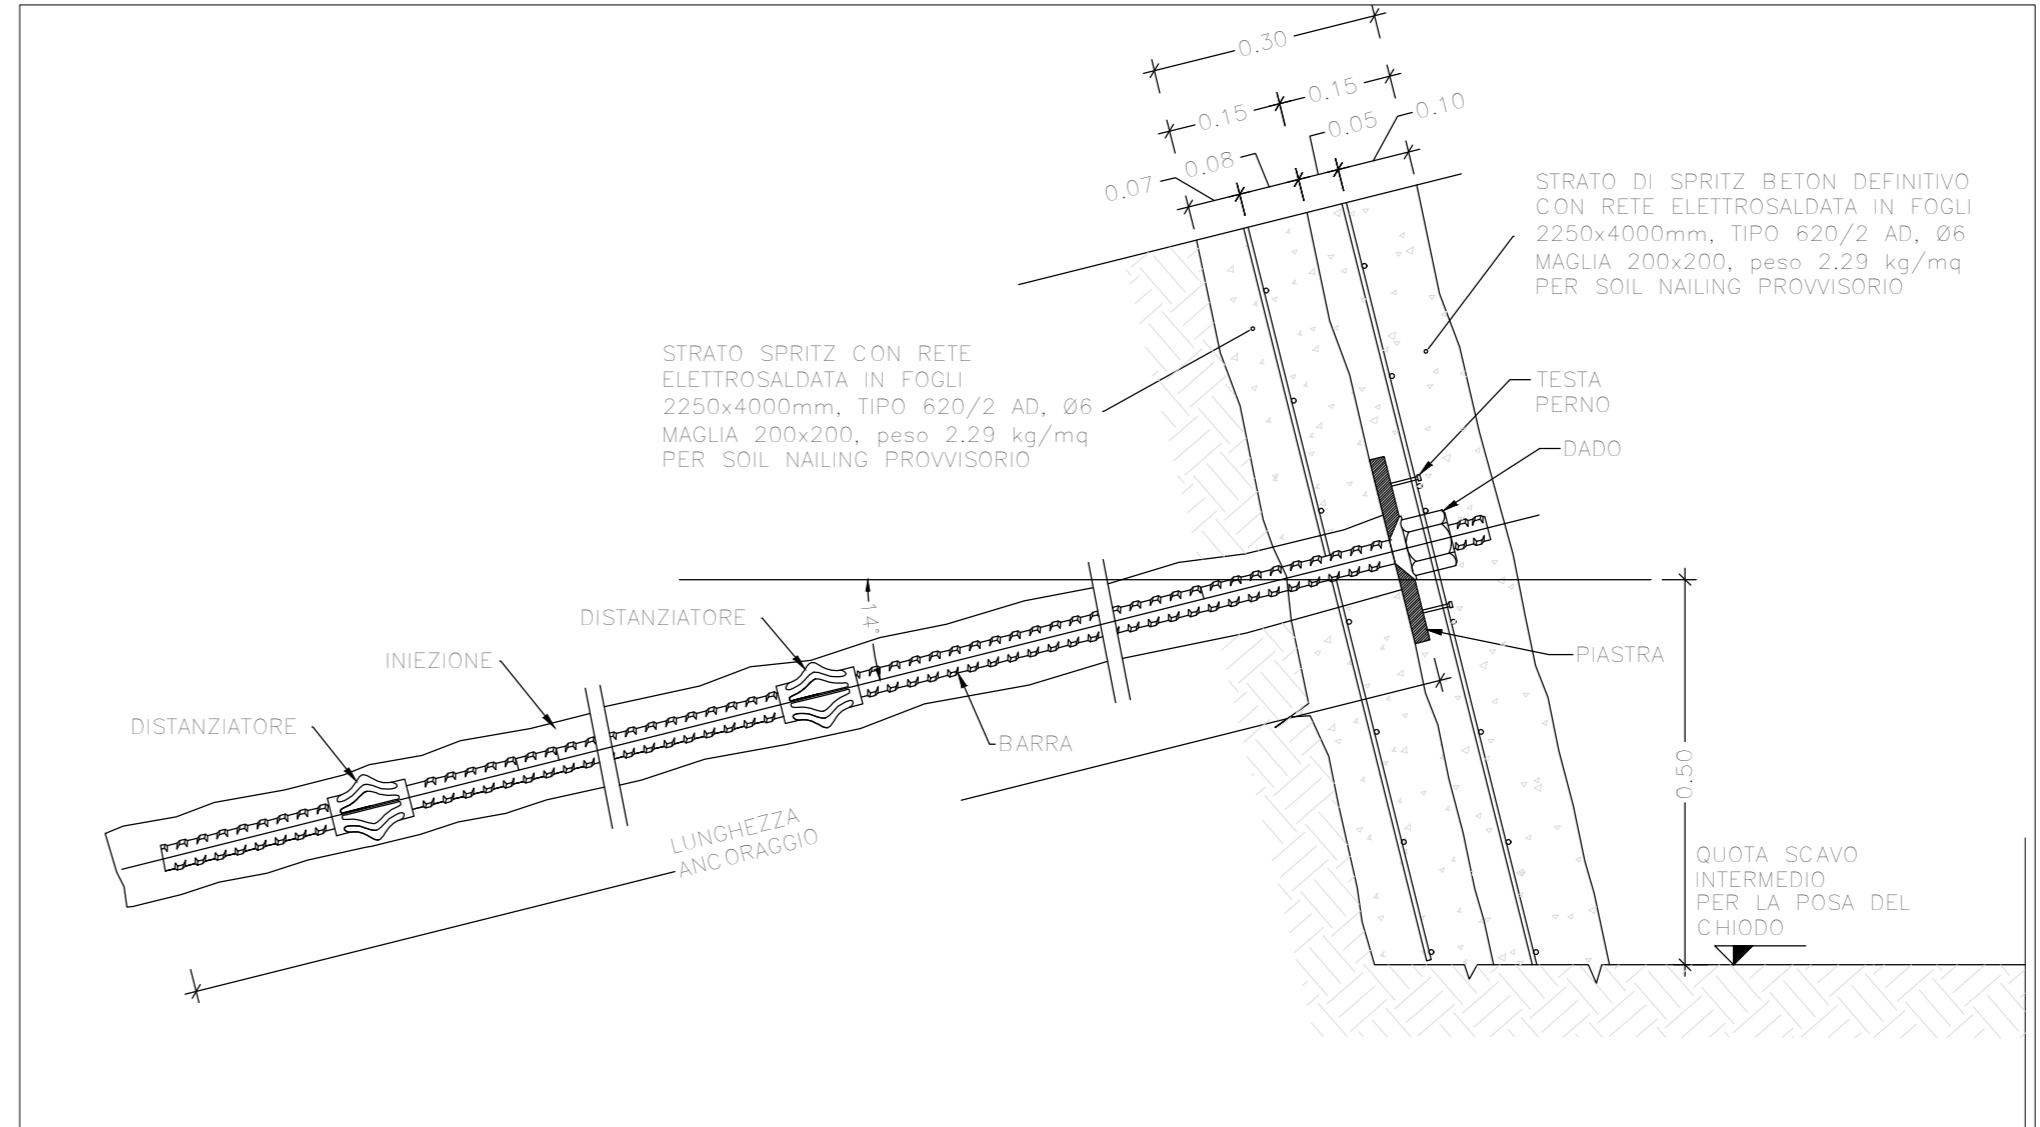 0.30
0.15
0.15
0.10
0.05
0.08
0.07
STRATO DI SPRITZ BETON DEFINITIVO
CON RETE ELETTROSALDATA IN FOGLI
2250x4000mm, TIPO 620/2 AD, Ø6
MAGLIA 200x200, peso 2.29 kg/mq
PER SOIL NAILING PROVVISORIO
STRATO SPRITZ CON RETE
ELETTROSALDATA IN FOGLI
2250x4000mm, TIPO 620/2 AD, Ø6
MAGLIA 200x200, peso 2.29 kg/mq
PER SOIL NAILING PROVVISORIO
TESTA
PERNO
DADO
14°
DISTANZIATORE
INIEZIONE
PIASTRA
DISTANZIATORE
BARRA
0.50
LUNGHEZZA
ANCORAGGIO
QUOTA SCAVO
INTERMEDIO
PER LA POSA DEL
CHIODO